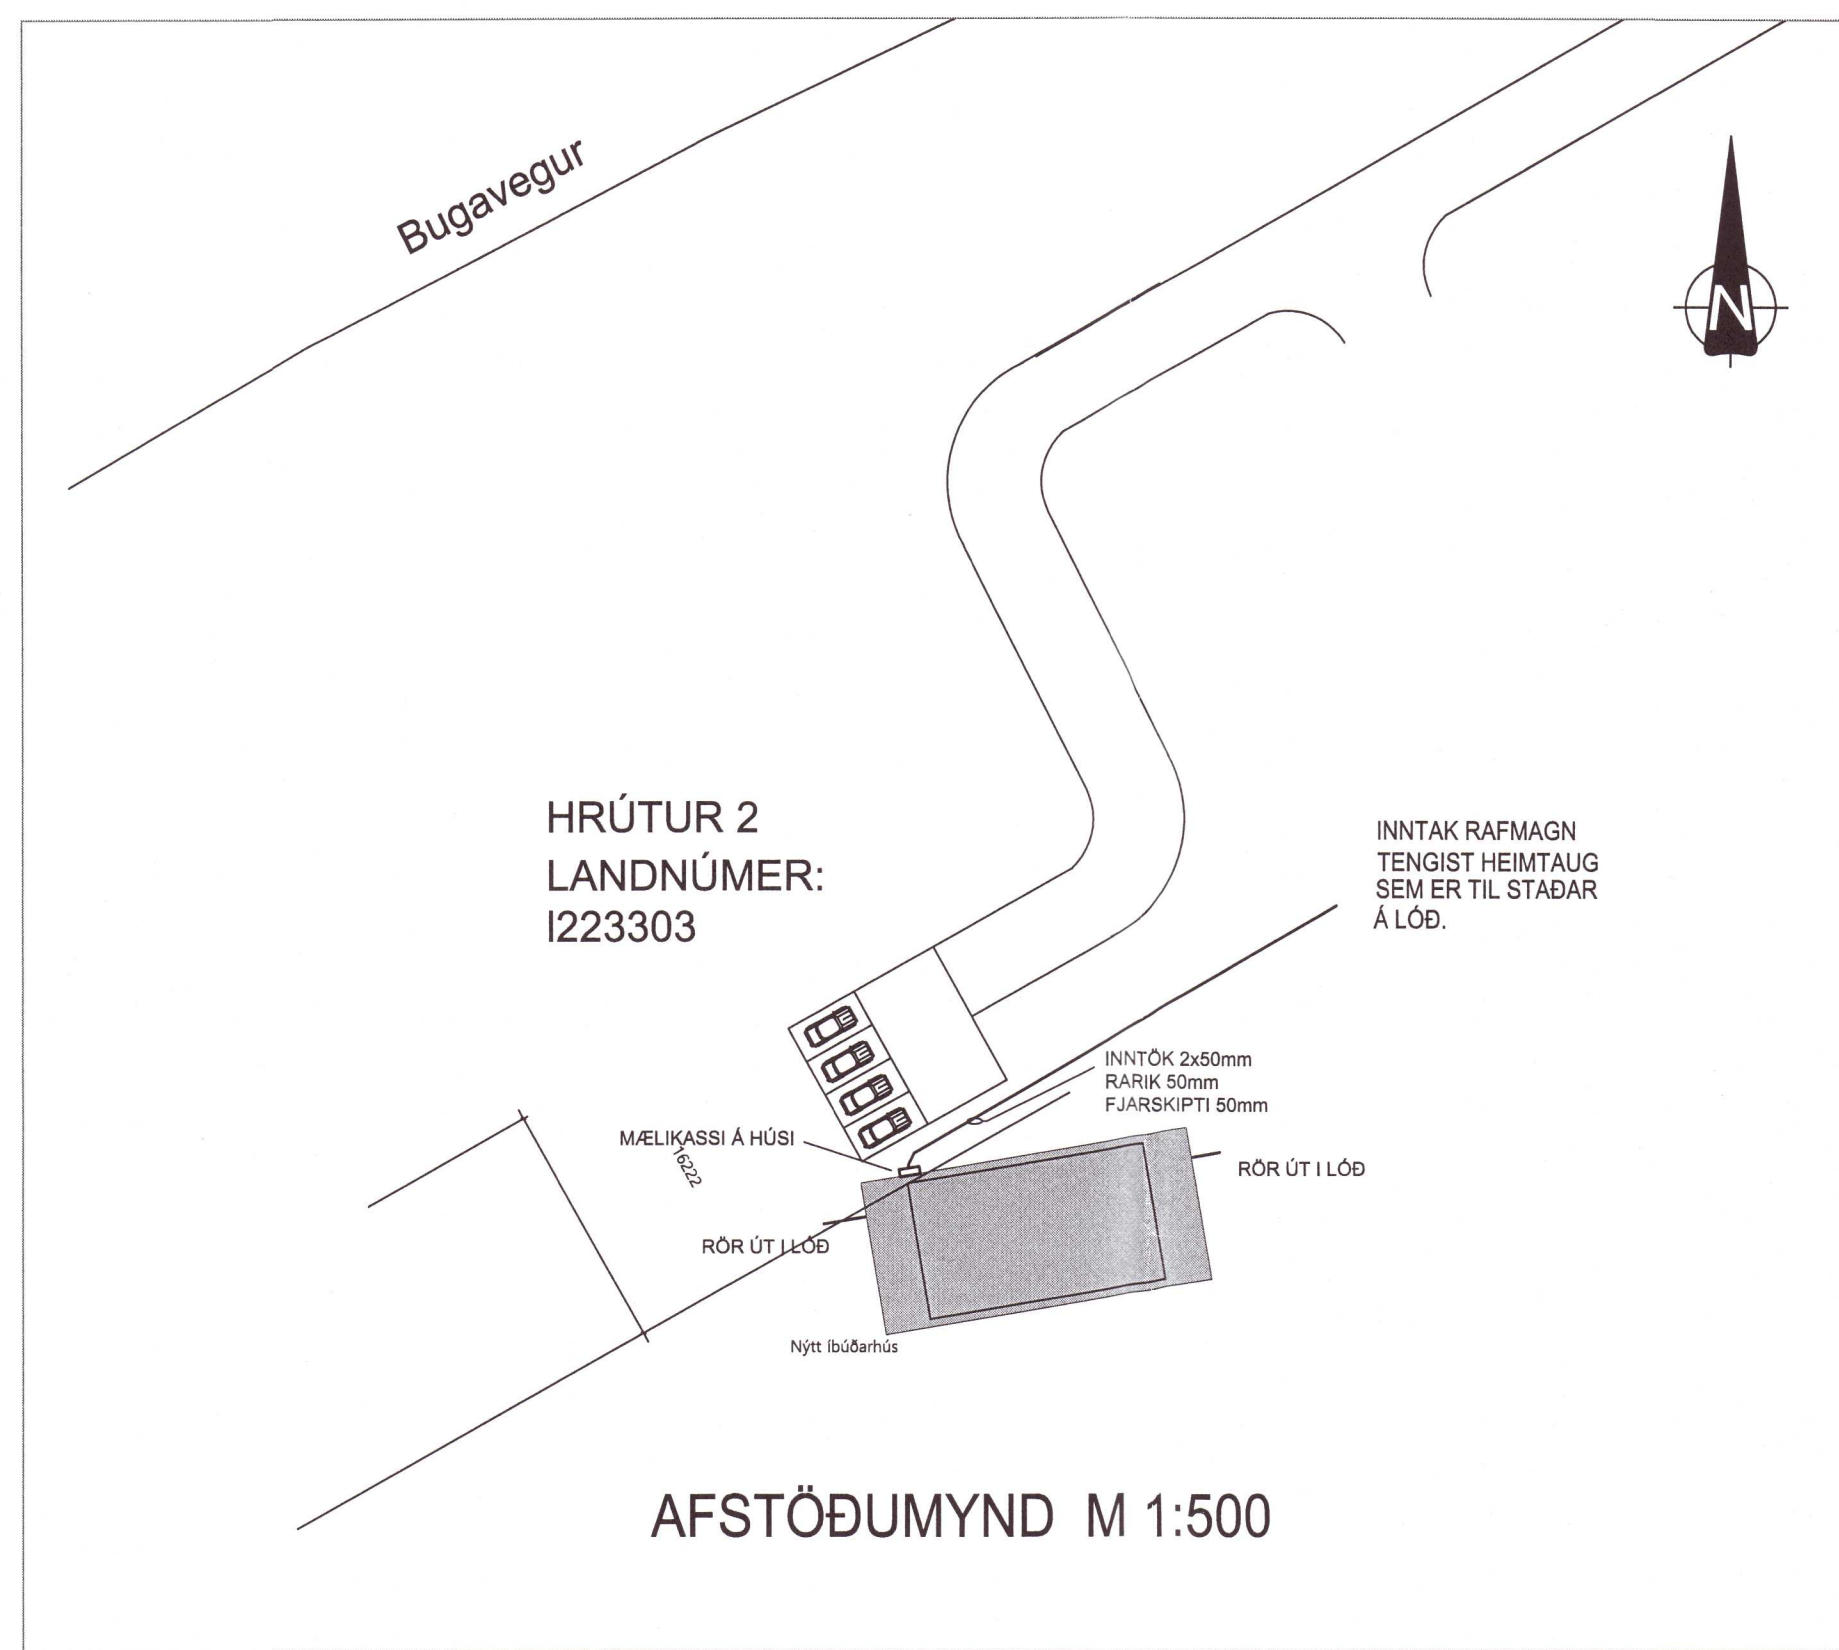 Bugavegur
N
HRÚTUR 2
LANDNÚMER:
I223303
INNTAK RAFMAGN
TENGIST HEIMTAUG
SEM ER TIL STAÐAR
Á LÓÐ.
INNTÖK 2x50mm
RARIK 50mm
FJARSKIPTI 50mm
MÆLIKASSI Á HÚSI
16222
RÖR ÚT I LÓÐ
RÖR ÚT I LÓÐ
Nýtt íbúðarhús
AFSTÖÐUMYND M 1:500